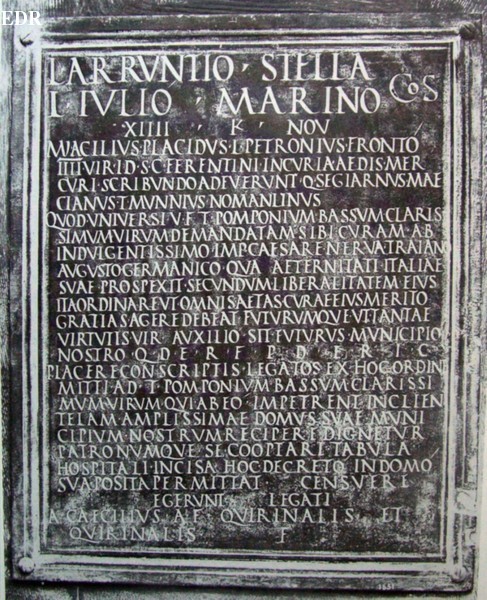 EDR
L ARRVNTIO STELLA
L IVLIO MARINO COS
XIIII K NOV
M ACILIVS PLACIDVS L PETRONIVS FRONTO
IIII VIR I D S C FERENTINI IN CVRIA AEDIS MER
CVRI SCRIBVNDO ADFVERVNT Q SEGIARNVS MAE
CIANVS T MVNNIVS NOMANTINVS
QVOD VNIVERSI V F T POMPONIVM BASSVM CLARIS
SIMVM VIRVM DEMANDATAM SIBI CVRAM AB
INDVLGENTISSIMO IMP CAESARE NERVA TRAIANO
AVGVSTO GERMANICO QVA AETERNITATI ITALIAE
SVAE PROSPEXIT SECVNDVM LIBERALITATEM EIVS
ITA ORDINARE VT OMNIS AETAS CVRAE EIVS MERITO
GRATIAS AGERE DEBEAT FVTVRVMQVE VT TANTAE
VIRTVTIS VIR AVXILIO SIT FVTVRVS MVNICIPIO
NOSTRO Q D E R F P D E R I C
PLACERE CONSCRIPTIS LEGATOS EX HOC ORDIN
MITTI AD T POMPONIVM BASSVM CLARISSI
MVM VIRVM QVI AB EO IMPETRENT IN CLIEN
TELAM AMPLISSIMAE DOMVS SVAE MVNI
CIPIVM NOSTRVM RECIPERE DIGNETVR
PATRONVMQVE SE COOPTARI TABVLA
HOSPITALI INCISA HOC DECRETO IN DOMO
SVA POSITA PERMITTAT CENSVERE
EGERVNT LEGATI
A CAECILIVS A F QVIRINALIS ET
QVIRINALIS F